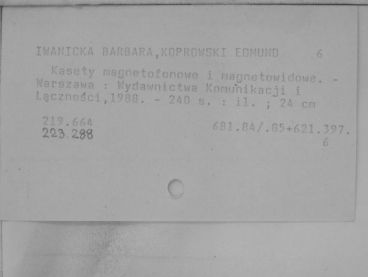 IWANICKA BARBARA,KOPROWSKI EGMUND 6
Kasety magnetofonowe i magnetowidowe. -
Warszawa : Wydawnictwa Komunikacji i
Łączności,1988. - 240 s. : il. ; 24 cm
219.664 681.84/.85+621.397.
223.288 6